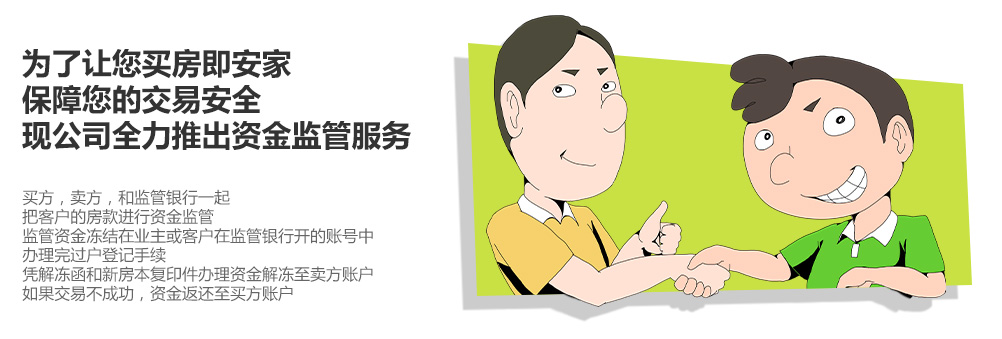 为了让您买房即安家
保障您的交易安全
现公司全力推出资金监管服务
买方，卖方，和监管银行一起
把客户的房款进行资金监管
监管资金冻结在业主或客户在监管银行开的账号中
办理完过户登记手续
凭解冻函和新房本复印件办理资金解冻至卖方账户
如果交易不成功，资金返还至买方账户